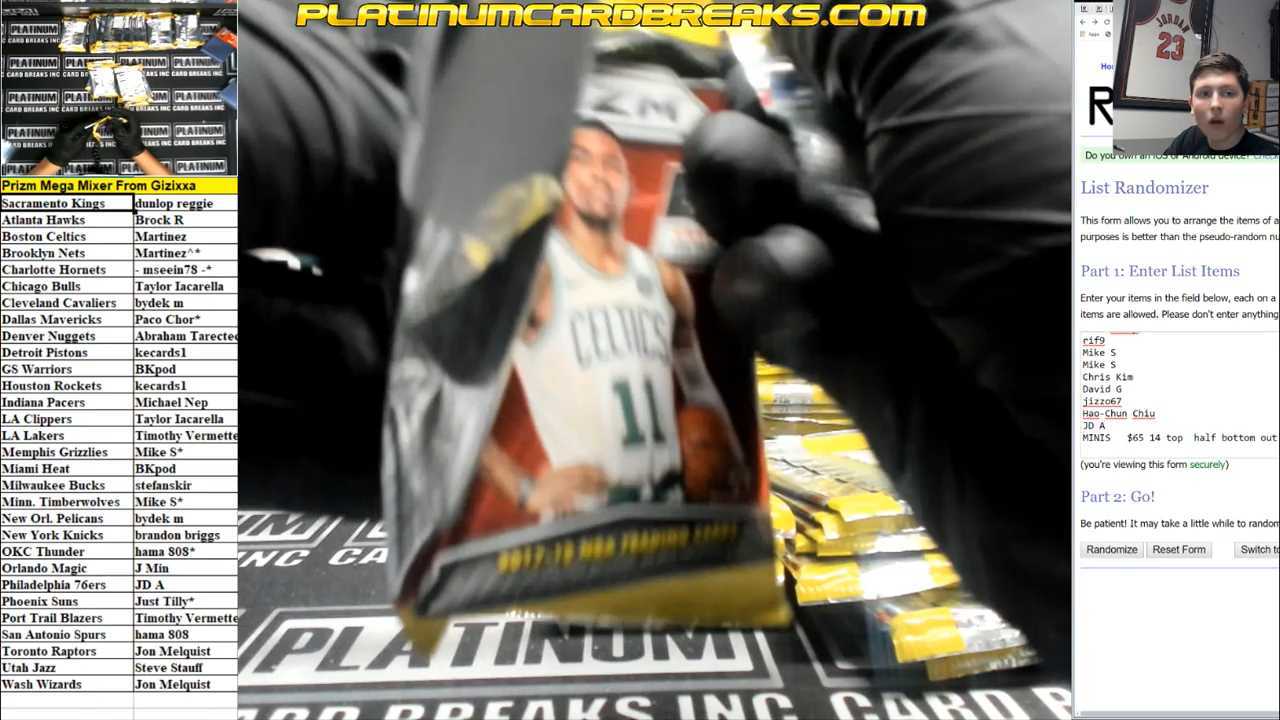 PLATINUMCARDBREAKS.COM
PLATINUM
CARD BREAKS INC
Prizm Mega Mixer From Gizixxa
Sacramento Kings dunlop reggie
Atlanta Hawks Brock R
Boston Celtics Martinez
Brooklyn Nets Martinez^*
Charlotte Hornets - mseein78 -*
Chicago Bulls Taylor Iacarella
Cleveland Cavaliers bydek m
Dallas Mavericks Paco Chor*
Denver Nuggets Abraham Tarected
Detroit Pistons kecards1
GS Warriors BKpod
Houston Rockets kecards1
Indiana Pacers Michael Nep
LA Clippers Taylor Iacarella
LA Lakers Timothy Vermette
Memphis Grizzlies Mike S*
Miami Heat BKpod
Milwaukee Bucks stefanskir
Minn. Timberwolves Mike S*
New Orl. Pelicans bydek m
New York Knicks brandon briggs
OKC Thunder hama 808*
Orlando Magic J Min
Philadelphia 76ers JD A
Phoenix Suns Just Tilly*
Port Trail Blazers Timothy Vermette
San Antonio Spurs hama 808
Toronto Raptors Jon Melquist
Utah Jazz Steve Stauff
Wash Wizards Jon Melquist
CELTICS
2017-18 NBA TRADING CARDS
PLATINUM
CARD BREAKS INC
JORDAN
23
Apps
Ho
R
Do you own an iOS or Android device? Check
List Randomizer
This form allows you to arrange the items of a
purposes is better than the pseudo-random nu
Part 1: Enter List Items
Enter your items in the field below, each on a
items are allowed. Please don't enter anything
rif9
Mike S
Mike S
Chris Kim
David G
jizzo67
Hao-Chun Chiu
JD A
MINIS $65 14 top half bottom out
(you're viewing this form securely)
Part 2: Go!
Be patient! It may take a little while to random
Randomize Reset Form Switch to